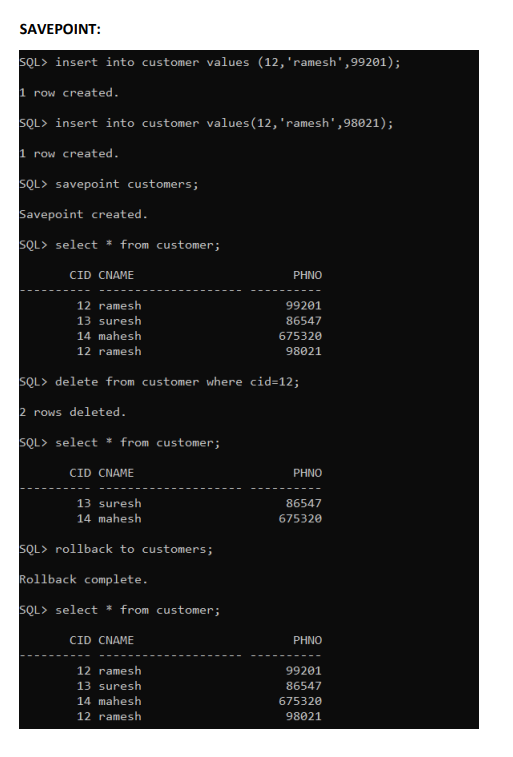 SAVEPOINT:
SQL> insert into customer values (12,'ramesh',99201);
1 row created.
SQL> insert into customer values(12,'ramesh',98021);
1 row created.
SQL> savepoint customers;
Savepoint created.
SQL> select * from customer;
CID CNAME PHNO
---------- -------------------- ----------
12 ramesh 99201
13 suresh 86547
14 mahesh 675320
12 ramesh 98021
SQL> delete from customer where cid=12;
2 rows deleted.
SQL> select * from customer;
CID CNAME PHNO
---------- -------------------- ----------
13 suresh 86547
14 mahesh 675320
SQL> rollback to customers;
Rollback complete.
SQL> select * from customer;
CID CNAME PHNO
---------- -------------------- ----------
12 ramesh 99201
13 suresh 86547
14 mahesh 675320
12 ramesh 98021